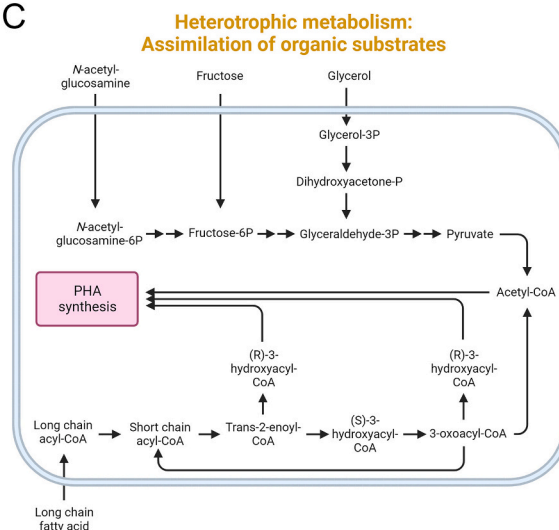 C
Heterotrophic metabolism:
Assimilation of organic substrates
N-acetyl-
glucosamine
Fructose
Glycerol
Glycerol-3P
Dihydroxyacetone-P
N-acetyl-
glucosamine-6P
Fructose-6P
Glyceraldehyde-3P
Pyruvate
PHA
synthesis
Acetyl-CoA
(R)-3-
hydroxyacyl-
CoA
(R)-3-
hydroxyacyl-
CoA
Long chain
acyl-CoA
Short chain
acyl-CoA
Trans-2-enoyl-
CoA
(S)-3-
hydroxyacyl-
CoA
3-oxoacyl-CoA
Long chain
fatty acid